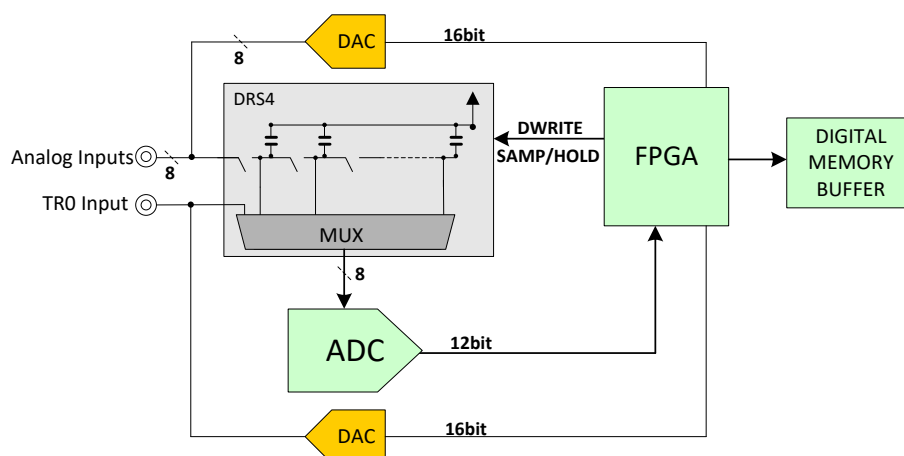 DAC
16bit
8
DRS4
DWRITE
SAMP/HOLD
FPGA
DIGITAL
MEMORY
BUFFER
Analog Inputs
8
TR0 Input
MUX
8
ADC
12bit
DAC
16bit